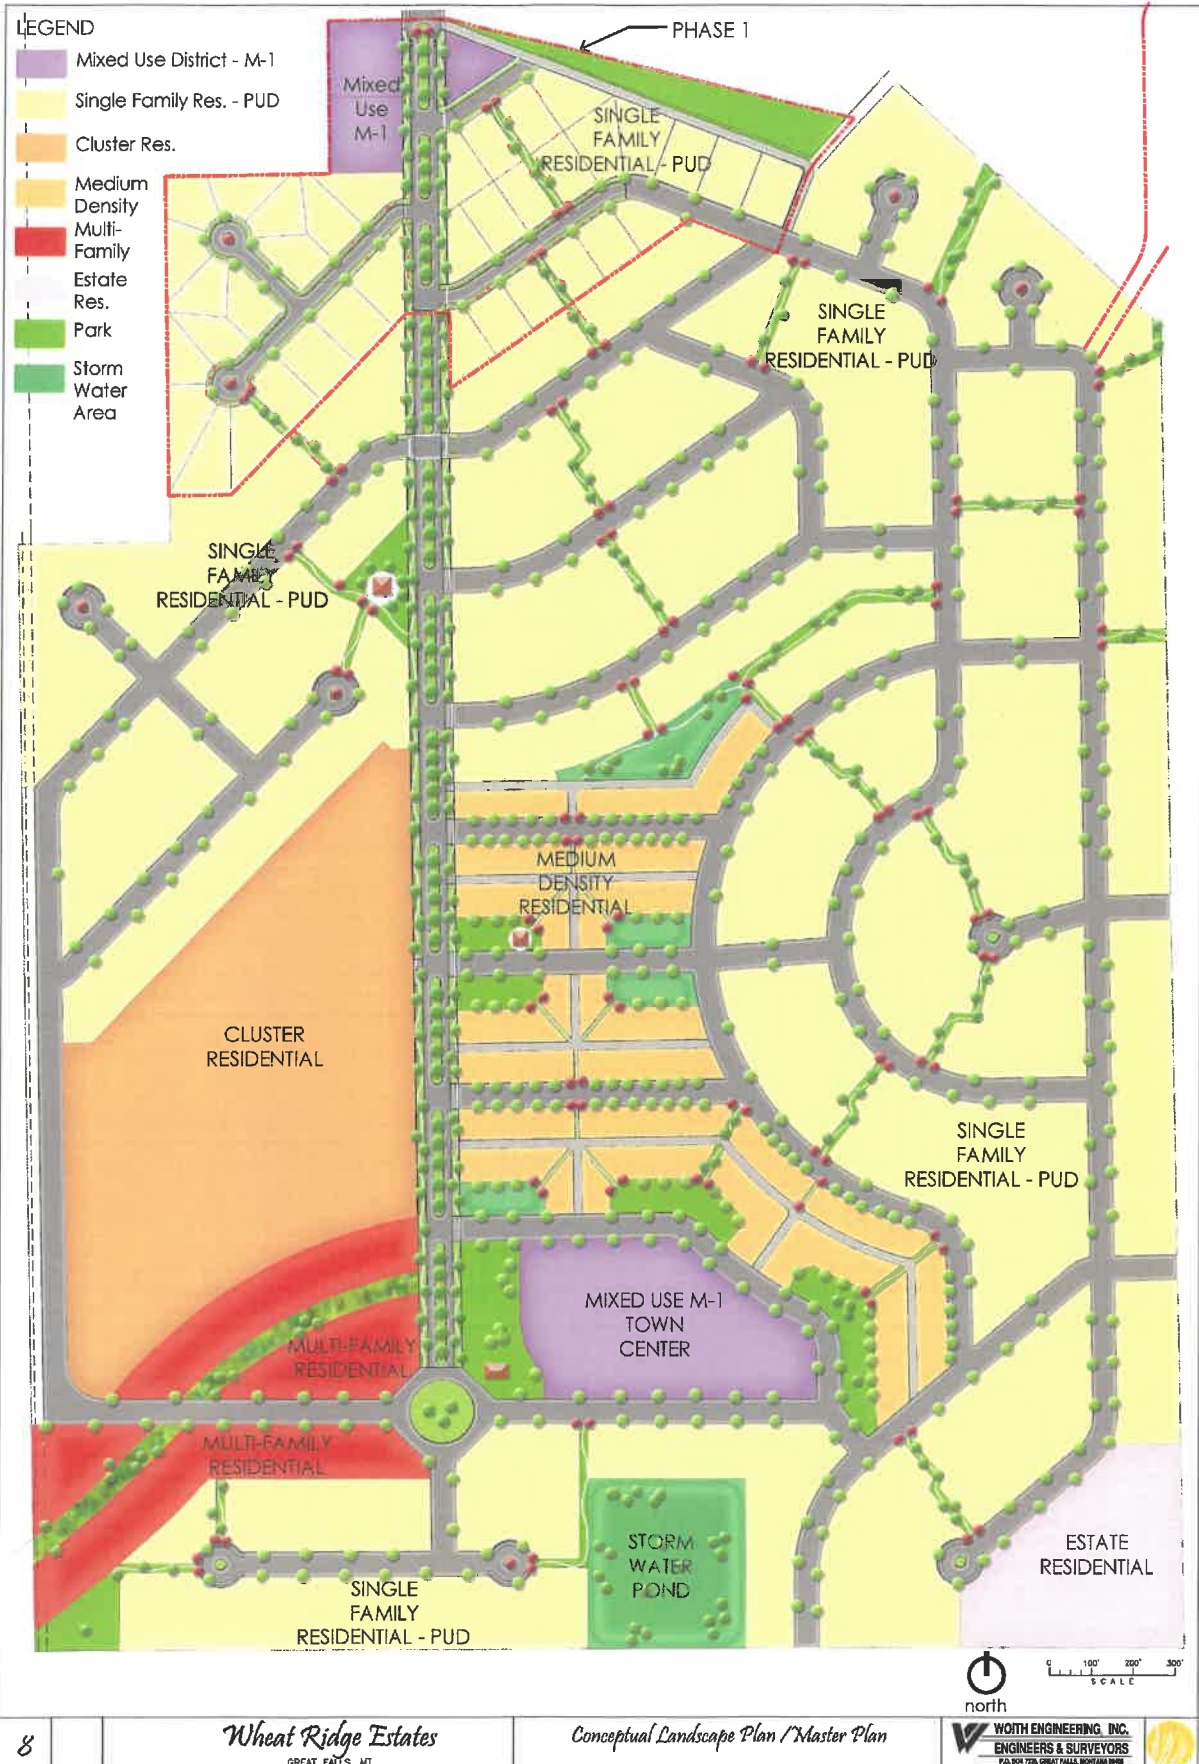 LEGEND
Mixed Use District - M-1
Single Family Res. - PUD
Cluster Res.
Medium
Density
Multi-
Family
Estate
Res.
Park
Storm
Water
Area
PHASE 1
Mixed
Use
M-1
SINGLE
FAMILY
RESIDENTIAL - PUD
SINGLE
FAMILY
RESIDENTIAL - PUD
SINGLE
FAMILY
RESIDENTIAL - PUD
MEDIUM
DENSITY
RESIDENTIAL
CLUSTER
RESIDENTIAL
SINGLE
FAMILY
RESIDENTIAL - PUD
MIXED USE M-1
TOWN
CENTER
MULTI-FAMILY
RESIDENTIAL
MULTI-FAMILY
RESIDENTIAL
STORM
WATER
POND
ESTATE
RESIDENTIAL
SINGLE
FAMILY
RESIDENTIAL - PUD
north
0 100' 200' 300'
SCALE
8
Wheat Ridge Estates
GREAT FALLS, MT
Conceptual Landscape Plan / Master Plan
W
WOITH ENGINEERING, INC.
ENGINEERS & SURVEYORS